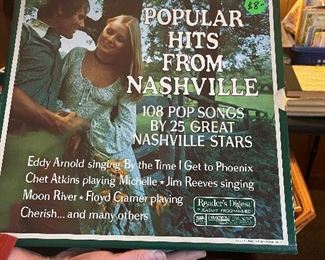 $8-
POPULAR
HITS
FROM
NASHVILLE
108 POP SONGS
BY 25 GREAT
NASHVILLE STARS
Eddy Arnold singing By the Time I Get to Phoenix
Chet Atkins playing Michelle • Jim Reeves singing
Moon River • Floyd Cramer playing
Cherish... and many others
Reader's Digest